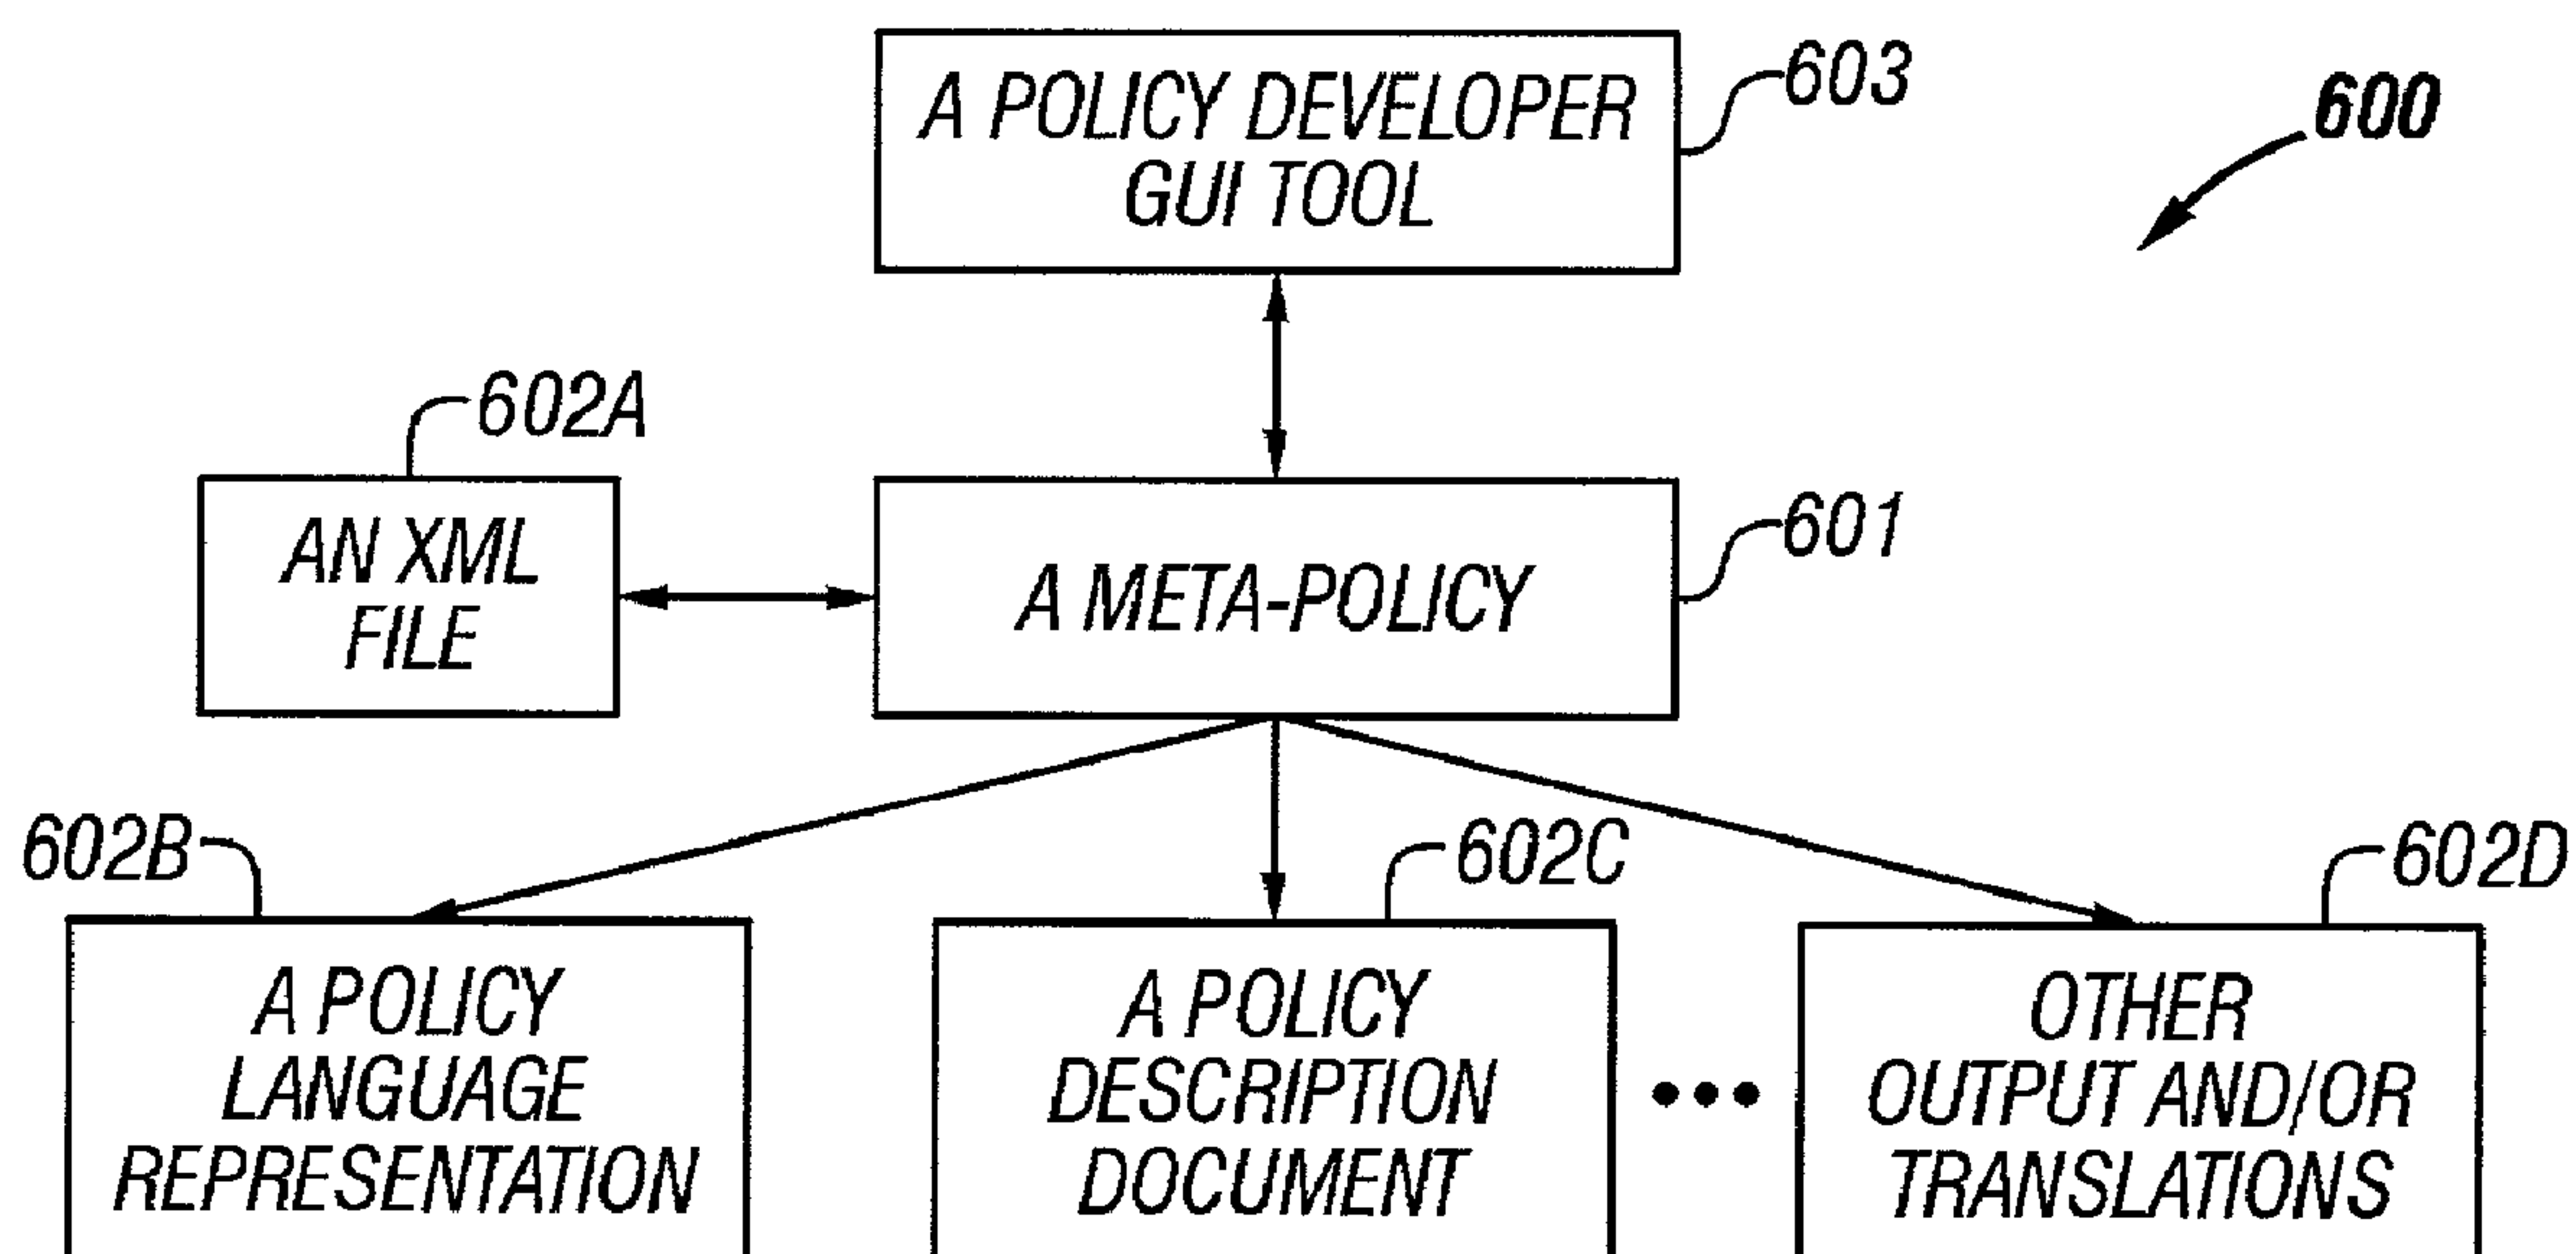 A POLICY DEVELOPER
GUI TOOL
603
600
602A
AN XML
FILE
A META-POLICY
601
602B
602C
602D
A POLICY
LANGUAGE
REPRESENTATION
A POLICY
DESCRIPTION
DOCUMENT
OTHER
OUTPUT AND/OR
TRANSLATIONS